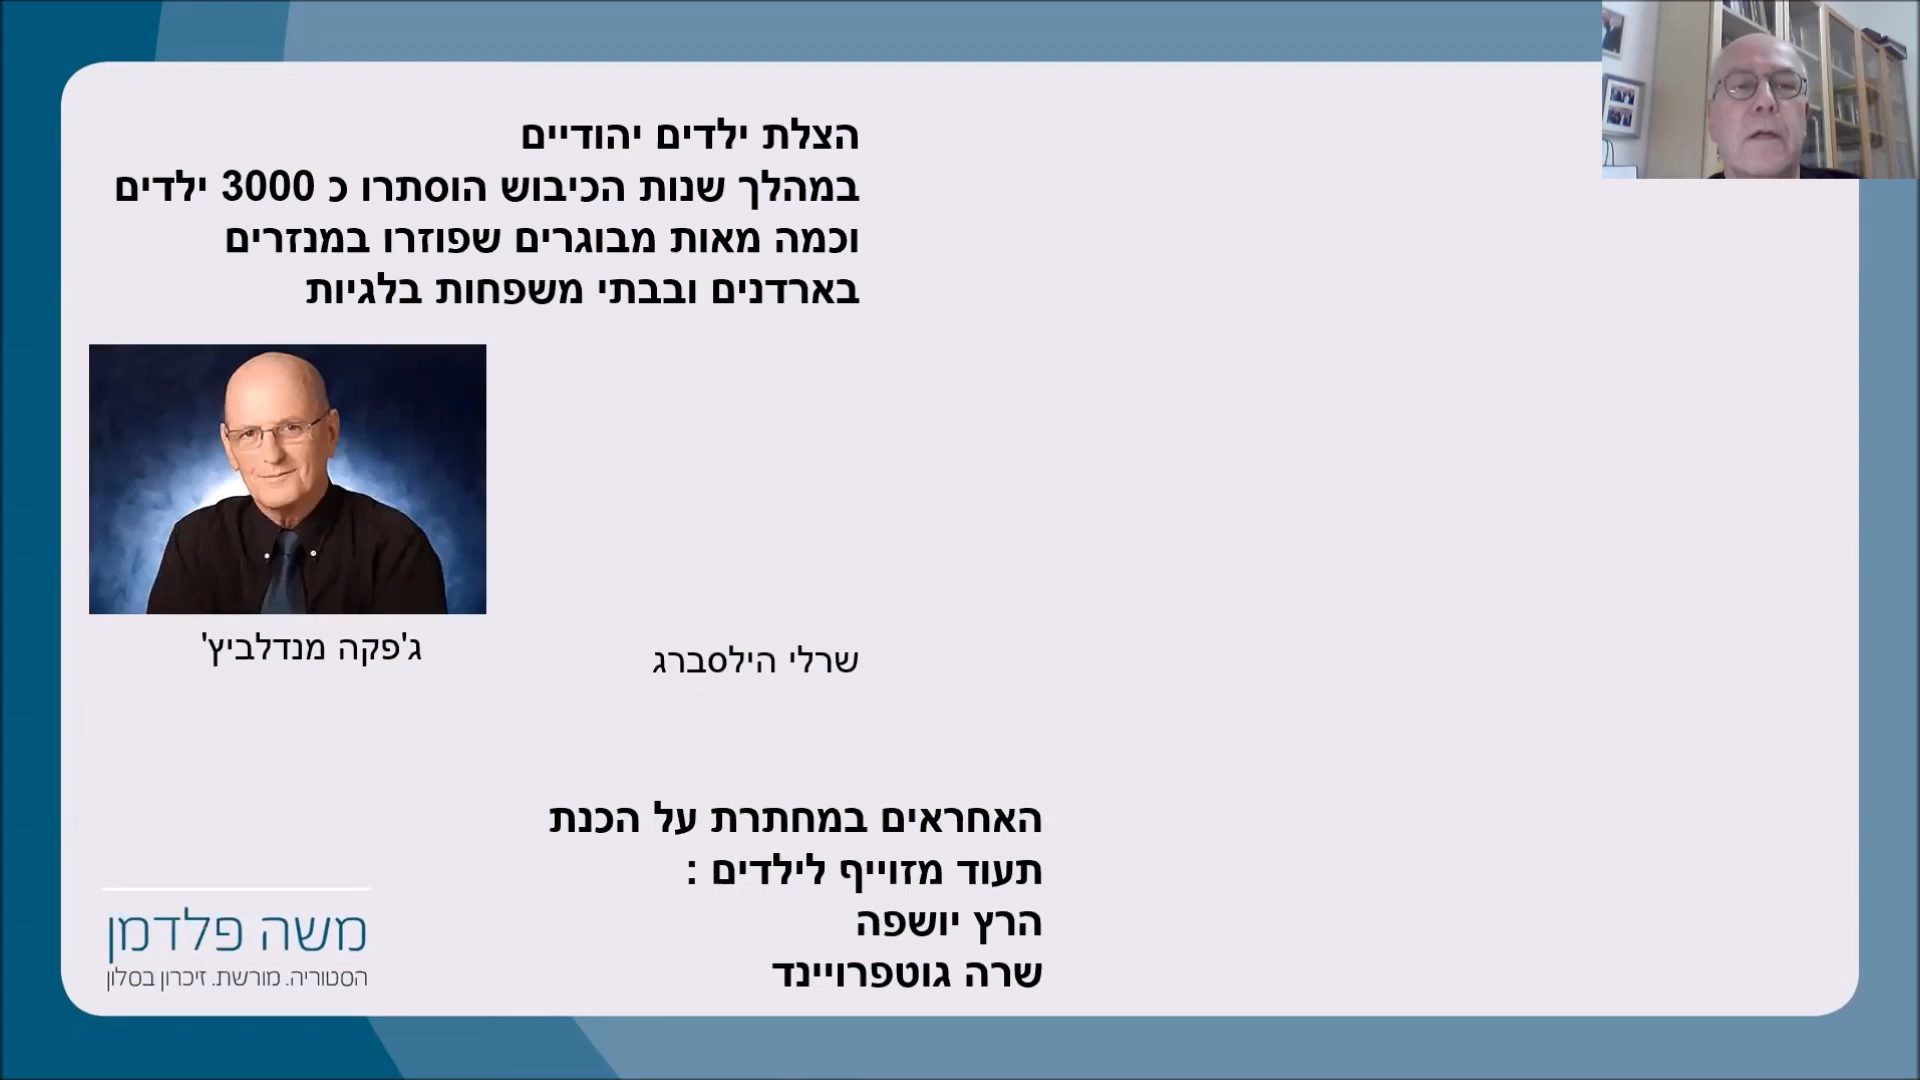 הצלת ילדים יהודיים
במהלך שנות הכיבוש הוסתרו כ 3000 ילדים
וכמה מאות מבוגרים שפוזרו במנזרים
בארדנים ובבתי משפחות בלגיות
שרלי הילסברג
ג'פקה מנדלביץ'
האחראים במחתרת על הכנת
תעוד מזוייף לילדים :
הרץ יושפה
שרה גוטפרויינד
משה פלדמן
הסטוריה. מורשת. זיכרון בסלון